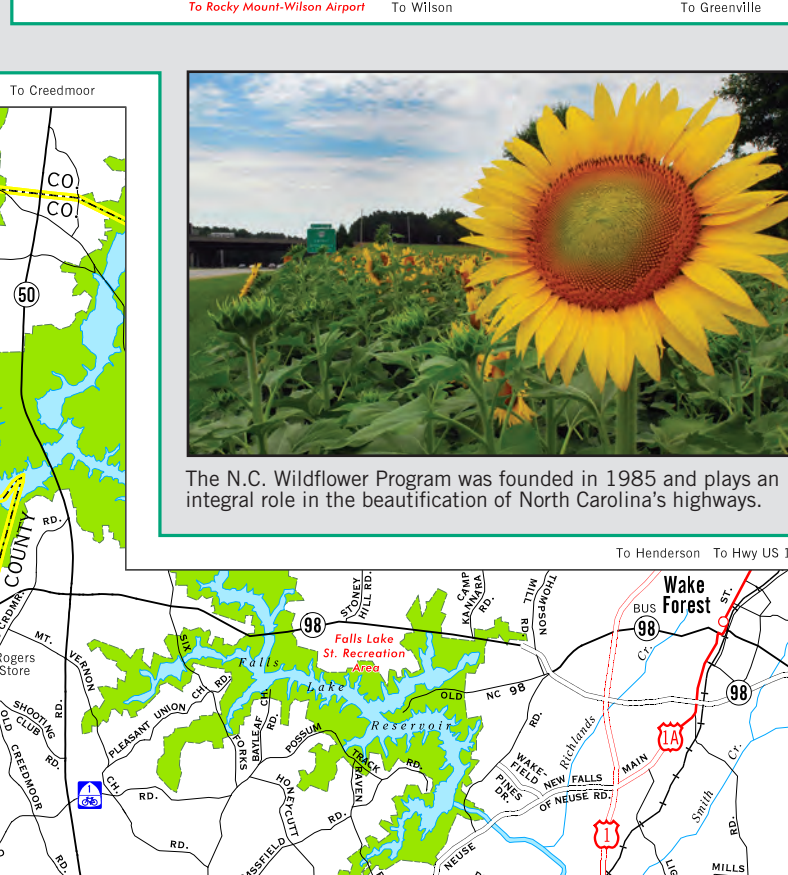 To Rocky Mount-Wilson Airport
To Wilson
To Greenville
To Creedmoor
CO.
CO.
50
The N.C. Wildflower Program was founded in 1985 and plays an
integral role in the beautification of North Carolina's highways.
COUNTY
RD.
To Henderson
To Hwy US 1
Wake
Forest
ST.
BUS
98
98
STONEY
HILL RD.
CAMP
KANNARA
RD.
THOMPSON
MILL
RD.
Falls Lake
St. Recreation
Area
MT.
VERNON
Rogers
Store
SIX
FORKS
RD.
Falls
Lake
Reservoir
Cr.
Richlands
OLD
NC 98
98
SHOOTING
CLUB
RD.
OLD
CREEDMOOR
RD.
RD.
PLEASANT UNION
CH.
CH.
RD.
BAYLEAF
CH.
RD.
POSSUM
TRACK
RD.
RAVEN
RD.
WAKE-
FIELD
PINES
DR.
NEW FALLS
OF NEUSE RD.
MAIN
1A
1
RD.
HONEYCUTT
RD.
RD.
NEUSE
1
Smith
Cr.
RD.
MILLS